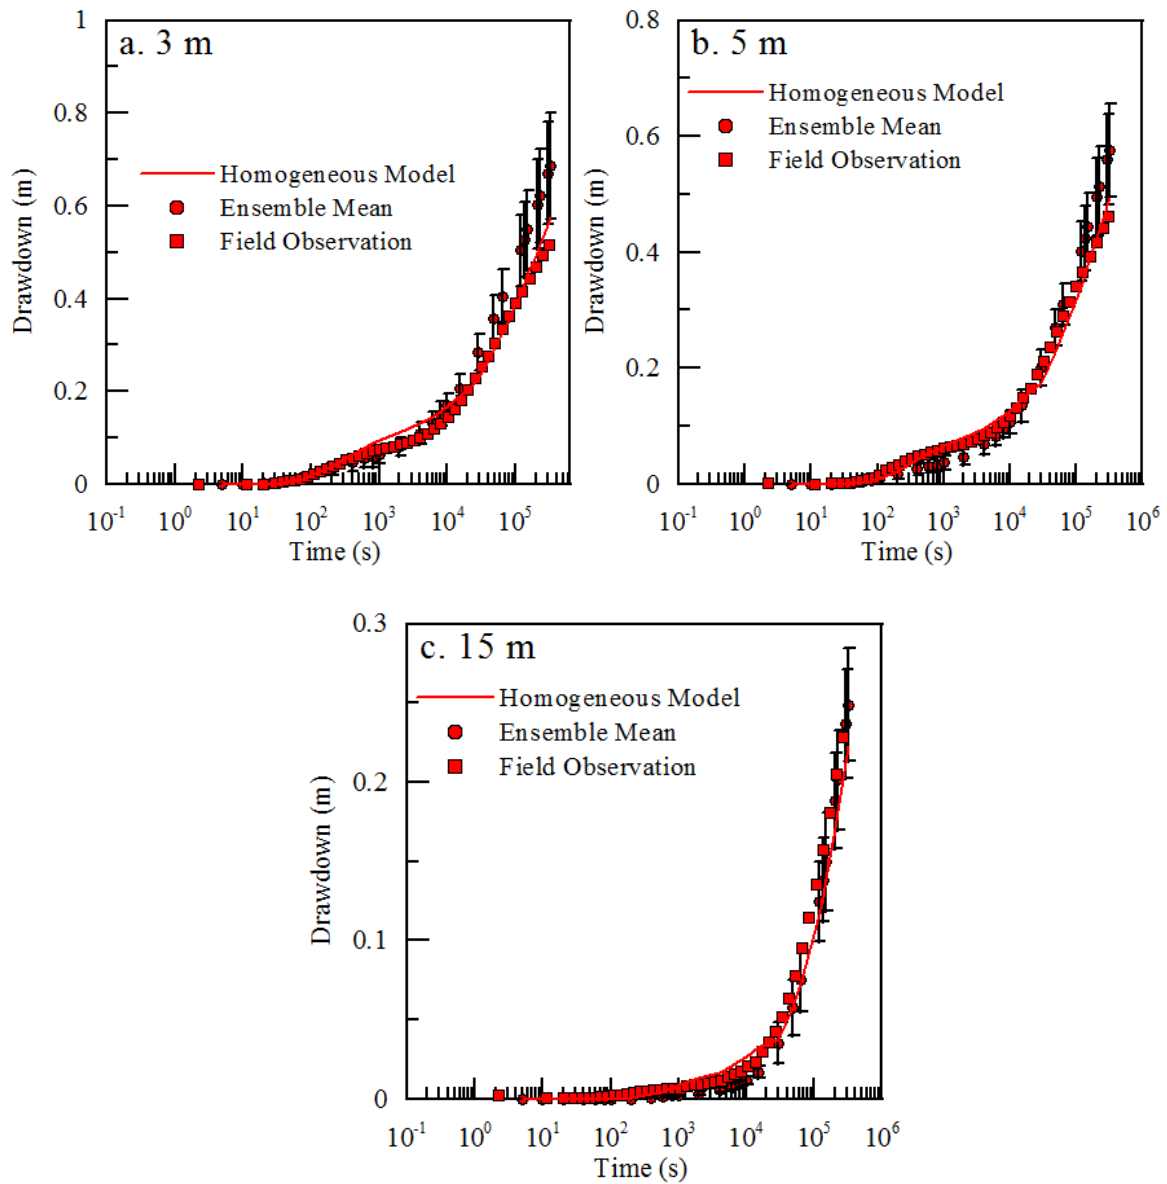 a. 3 m
Homogeneous Model
Ensemble Mean
Field Observation
1
0.8
0.6
0.4
0.2
0
Drawdown (m)
10⁻¹ 10⁰ 10¹ 10² 10³ 10⁴ 10⁵
Time (s)
b. 5 m
Homogeneous Model
Ensemble Mean
Field Observation
0.8
0.6
0.4
0.2
0
Drawdown (m)
10⁻¹ 10⁰ 10¹ 10² 10³ 10⁴ 10⁵ 10⁶
Time (s)
c. 15 m
Homogeneous Model
Ensemble Mean
Field Observation
0.3
0.2
0.1
0
Drawdown (m)
10⁻¹ 10⁰ 10¹ 10² 10³ 10⁴ 10⁵ 10⁶
Time (s)